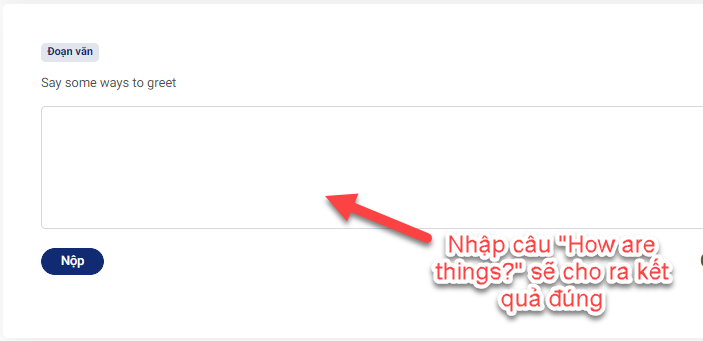 Đoạn văn
Say some ways to greet
Nhập câu "How are
things?" sẽ cho ra kết
quả đúng
Nộp